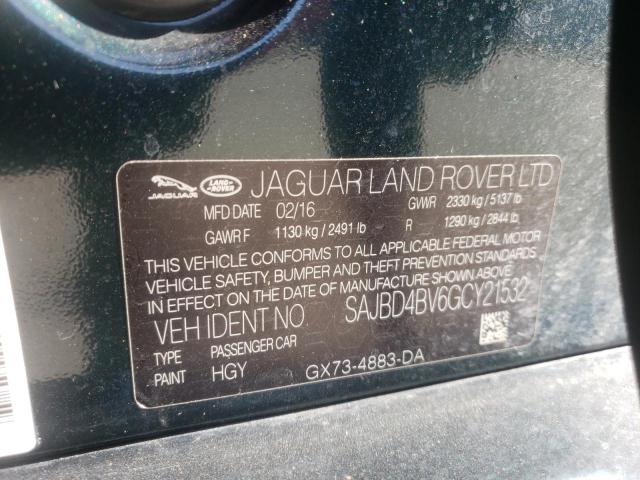 JAGUAR LAND-ROVER JAGUAR LAND ROVER LTD
MFD DATE 02/16 GVWR 2330 kg / 5137 lb
GAWR F 1130 kg / 2491 lb R 1290 kg / 2844 lb
THIS VEHICLE CONFORMS TO ALL APPLICABLE FEDERAL MOTOR
VEHICLE SAFETY, BUMPER AND THEFT PREVENTION STANDARDS
IN EFFECT ON THE DATE OF MANUFACTURE SHOWN ABOVE
VEH IDENT NO SAJBD4BV6GCY21532
TYPE PASSENGER CAR
PAINT HGY GX73-4883-DA